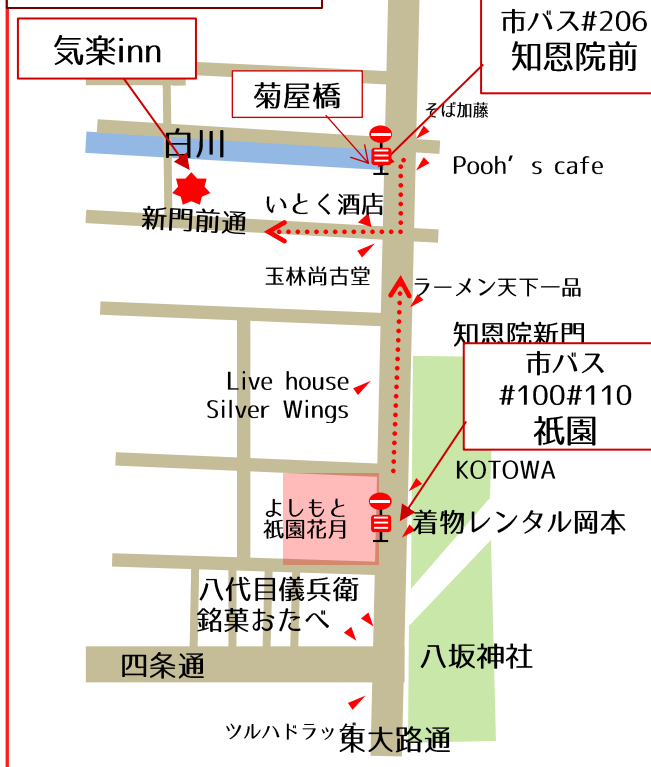 市バス#206
知恩院前
気楽inn
菊屋橋
そば加藤
白川
Pooh’s cafe
いとく酒店
新門前通
玉林尚古堂
ラーメン天下一品
知恩院新門
市バス
#100#110
祇園
Live house
Silver Wings
KOTOWA
よしもと
祇園花月
着物レンタル岡本
八代目儀兵衛
銘菓おたべ
八坂神社
四条通
ツルハドラッグ
東大路通